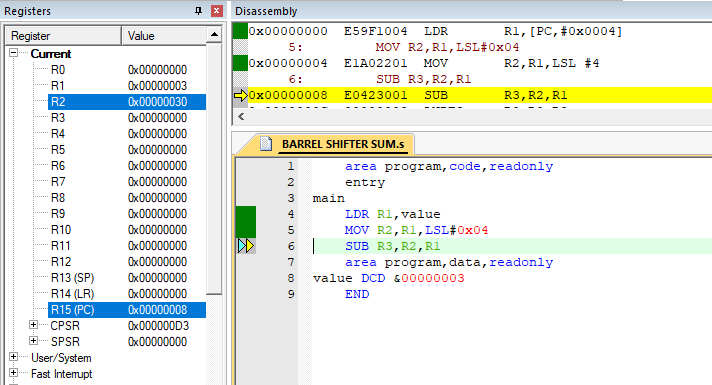 Registers
Register Value
Current
R0 0x00000000
R1 0x00000003
R2 0x00000030
R3 0x00000000
R4 0x00000000
R5 0x00000000
R6 0x00000000
R7 0x00000000
R8 0x00000000
R9 0x00000000
R10 0x00000000
R11 0x00000000
R12 0x00000000
R13 (SP) 0x00000000
R14 (LR) 0x00000000
R15 (PC) 0x00000008
CPSR 0x000000D3
SPSR 0x00000000
User/System
Fast Interrupt
Disassembly
0x00000000 E59F1004 LDR R1,[PC,#0x0004]
5: MOV R2,R1,LSL#0x04
0x00000004 E1A02201 MOV R2,R1,LSL #4
6: SUB R3,R2,R1
0x00000008 E0423001 SUB R3,R2,R1
BARREL SHIFTER SUM.s
1 area program,code,readonly
2 entry
3 main
4 LDR R1,value
5 MOV R2,R1,LSL#0x04
6 SUB R3,R2,R1
7 area program,data,readonly
8 value DCD &00000003
9 END